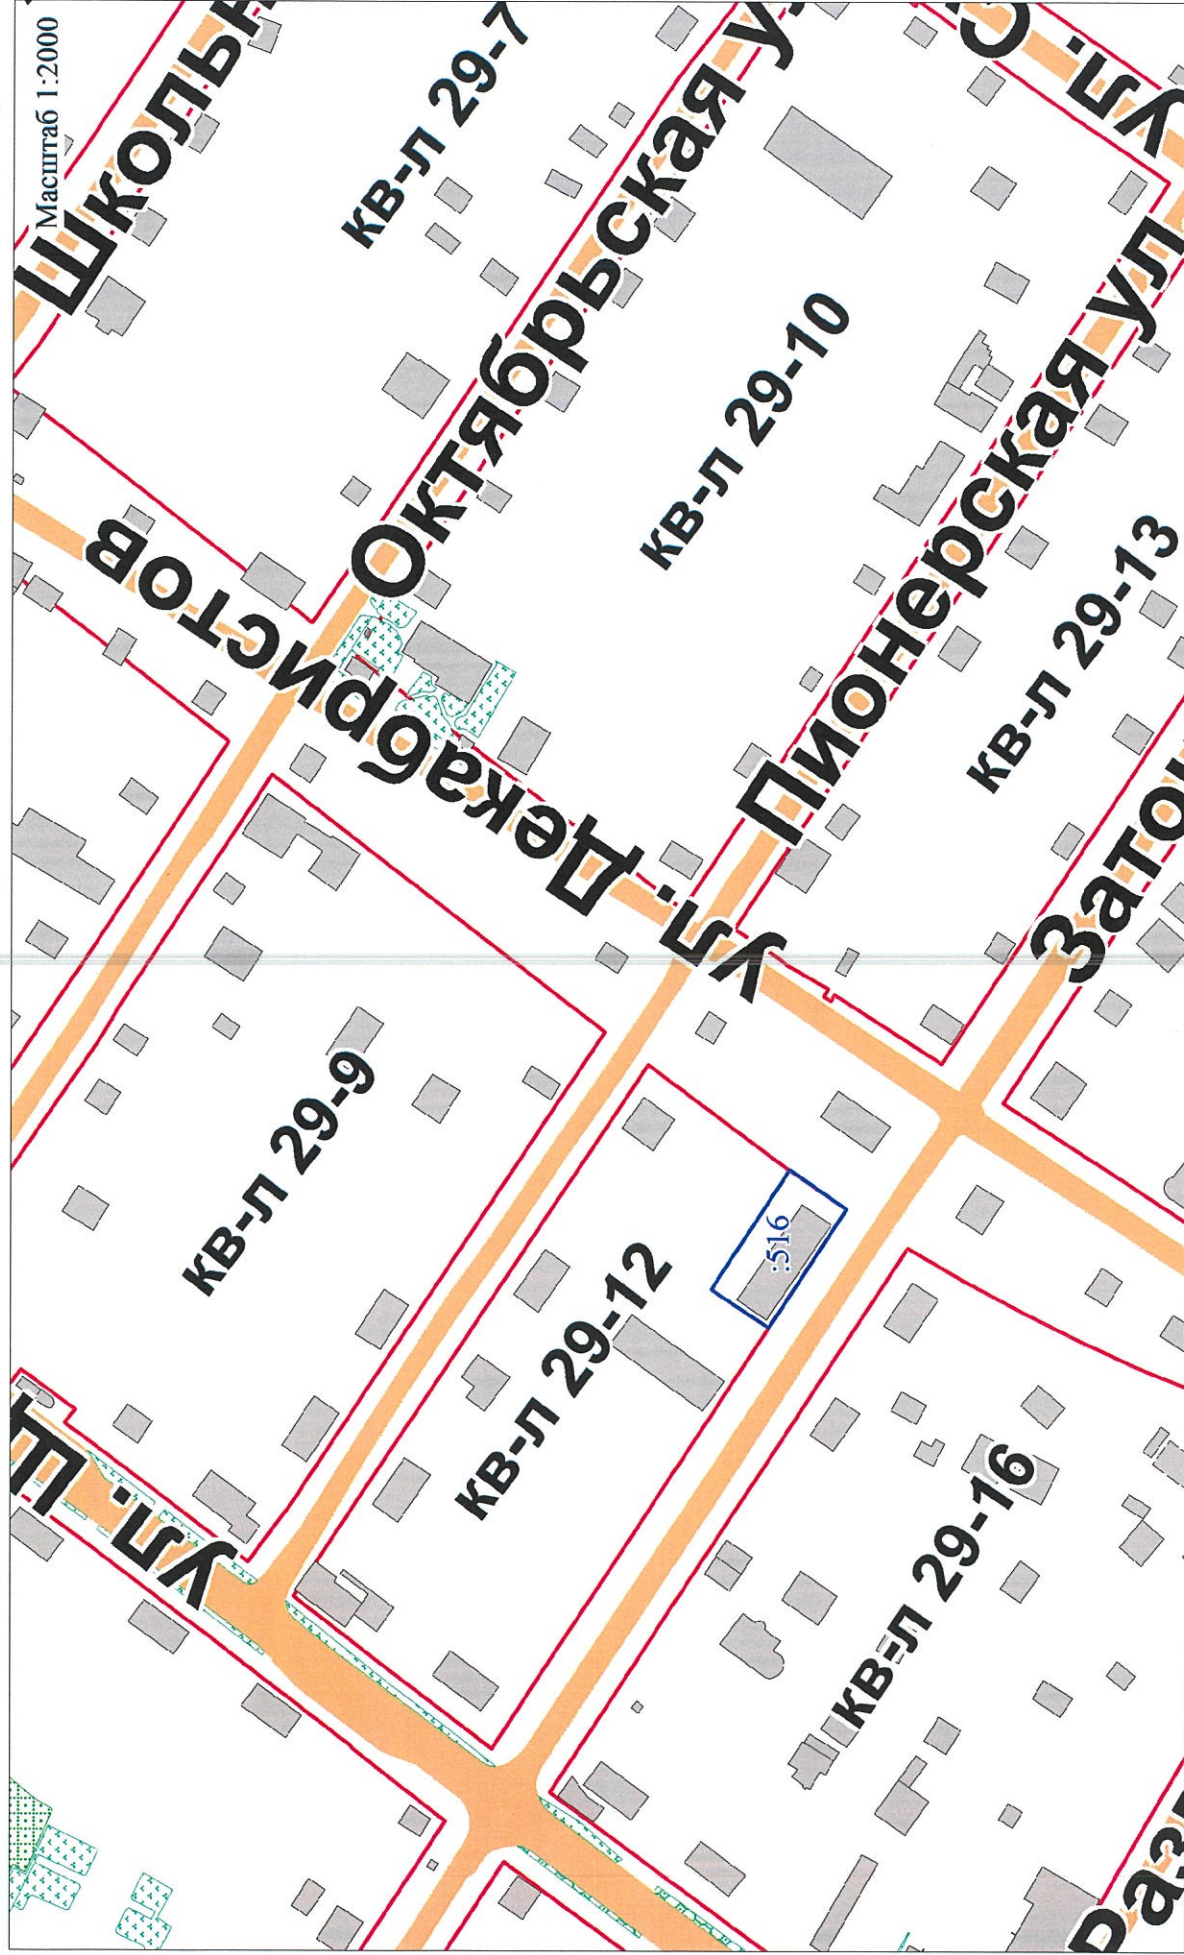 Масштаб 1:2000
Школьн
кв-л 29-7
Октябрьская ул
ул. С
кв-л 29-10
ул. Декабристов
Пионерская ул
кв-л 29-13
Затон
кв-л 29-9
:516
кв-л 29-12
ул. Щ
кв-л 29-16
Раз